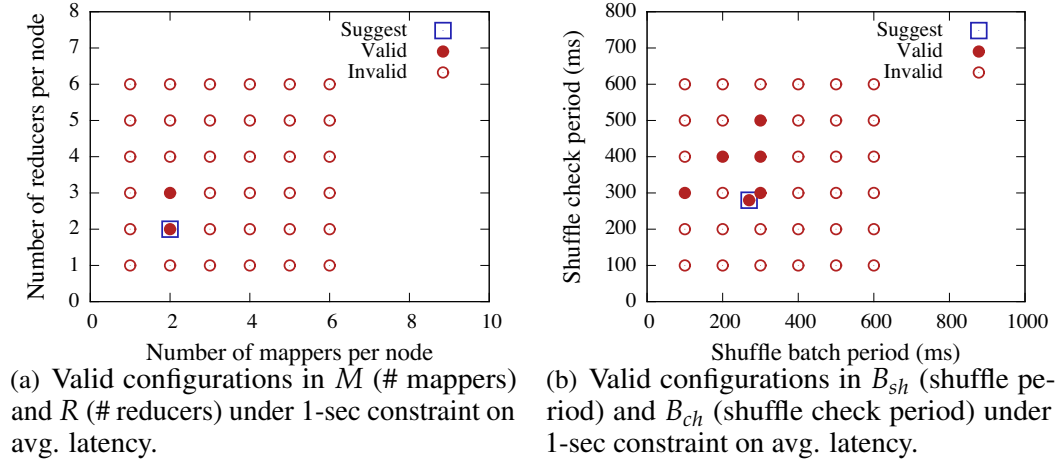 Number of reducers per node
8
7
6
5
4
3
2
1
0
Suggest
Valid
Invalid
0 2 4 6 8 10
Number of mappers per node
(a) Valid configurations in M (# mappers)
and R (# reducers) under 1-sec constraint on
avg. latency.
Shuffle check period (ms)
800
700
600
500
400
300
200
100
0
Suggest
Valid
Invalid
0 200 400 600 800 1000
Shuffle batch period (ms)
(b) Valid configurations in Bsh (shuffle pe-
riod) and Bch (shuffle check period) under
1-sec constraint on avg. latency.